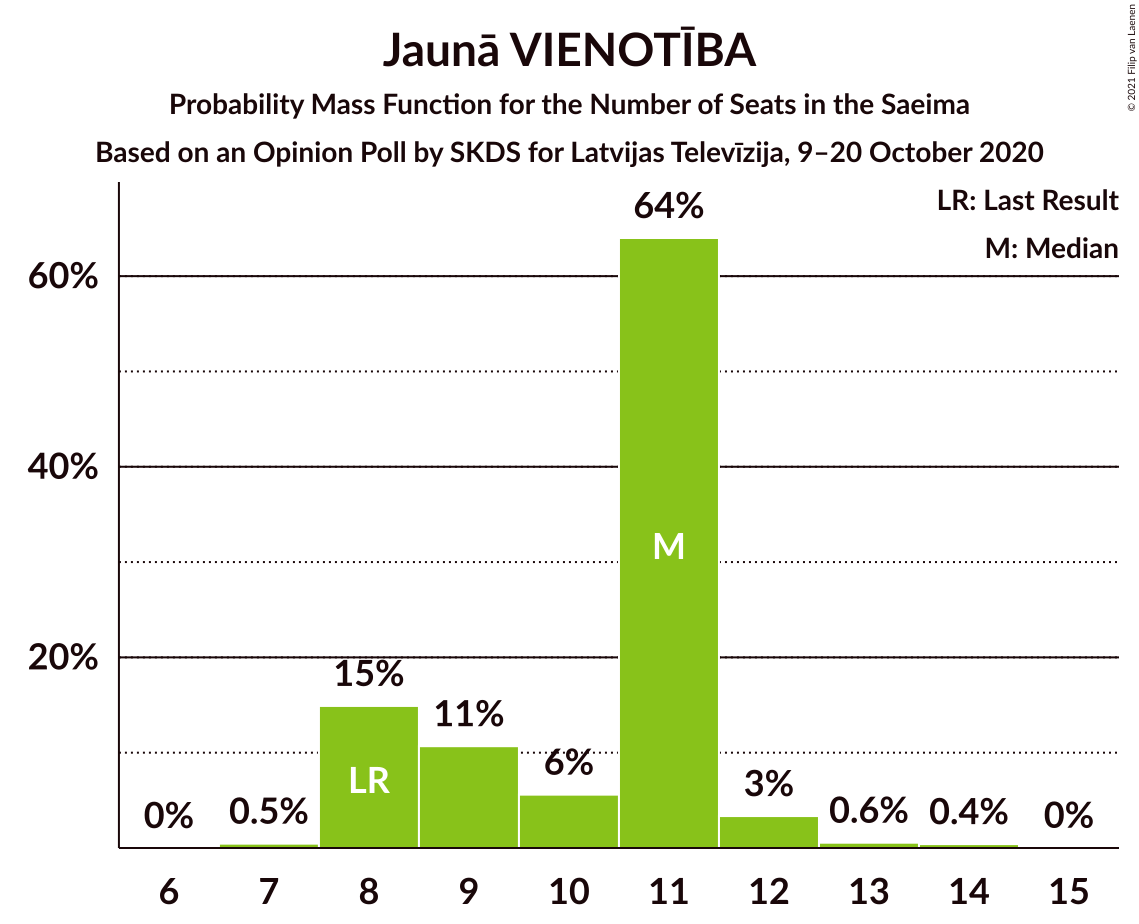 Jaunā VIENOTĪBA
Probability Mass Function for the Number of Seats in the Saeima
Based on an Opinion Poll by SKDS for Latvijas Televīzija, 9–20 October 2020
© 2021 Filip van Laenen
LR: Last Result
M: Median
60%
40%
20%
0%
0.5%
15%
11%
6%
64%
3%
0.6%
0.4%
0%
LR
M
6 7 8 9 10 11 12 13 14 15